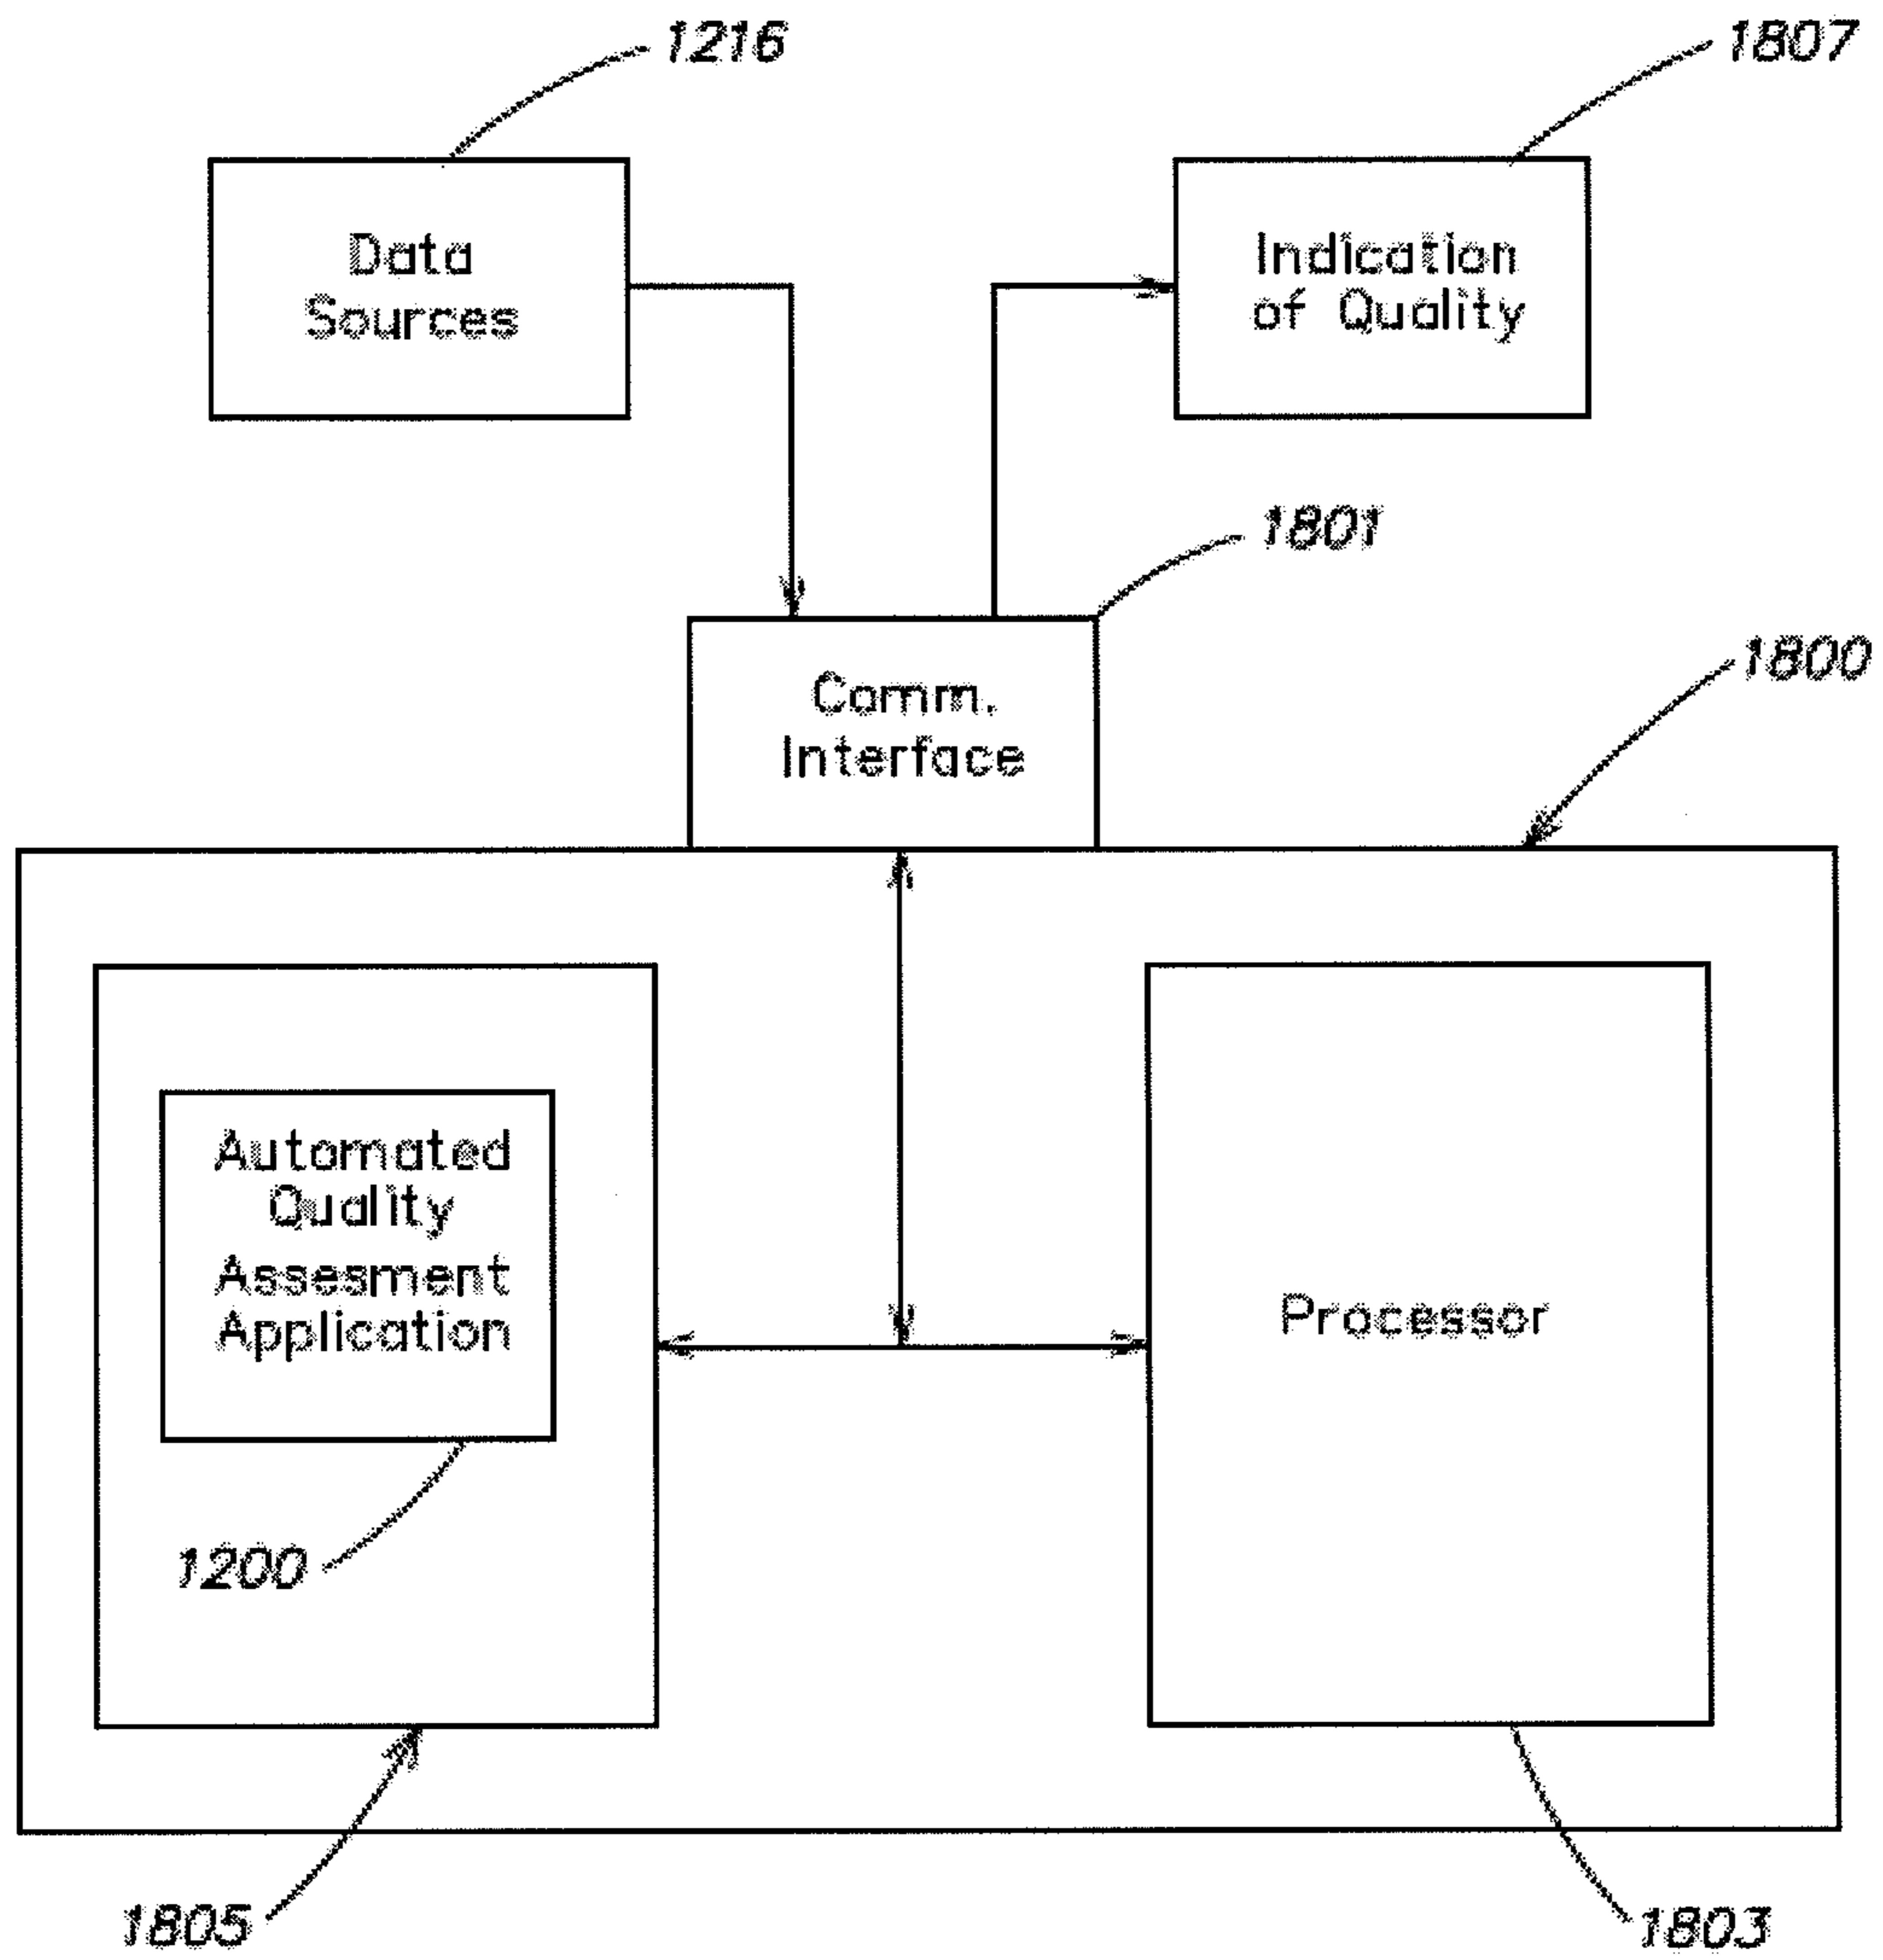 1216
1807
Data
Sources
Indication
of Quality
1801
1800
Comm.
Interface
Automated
Quality
Assesment
Application
Processor
1200
1805
1803